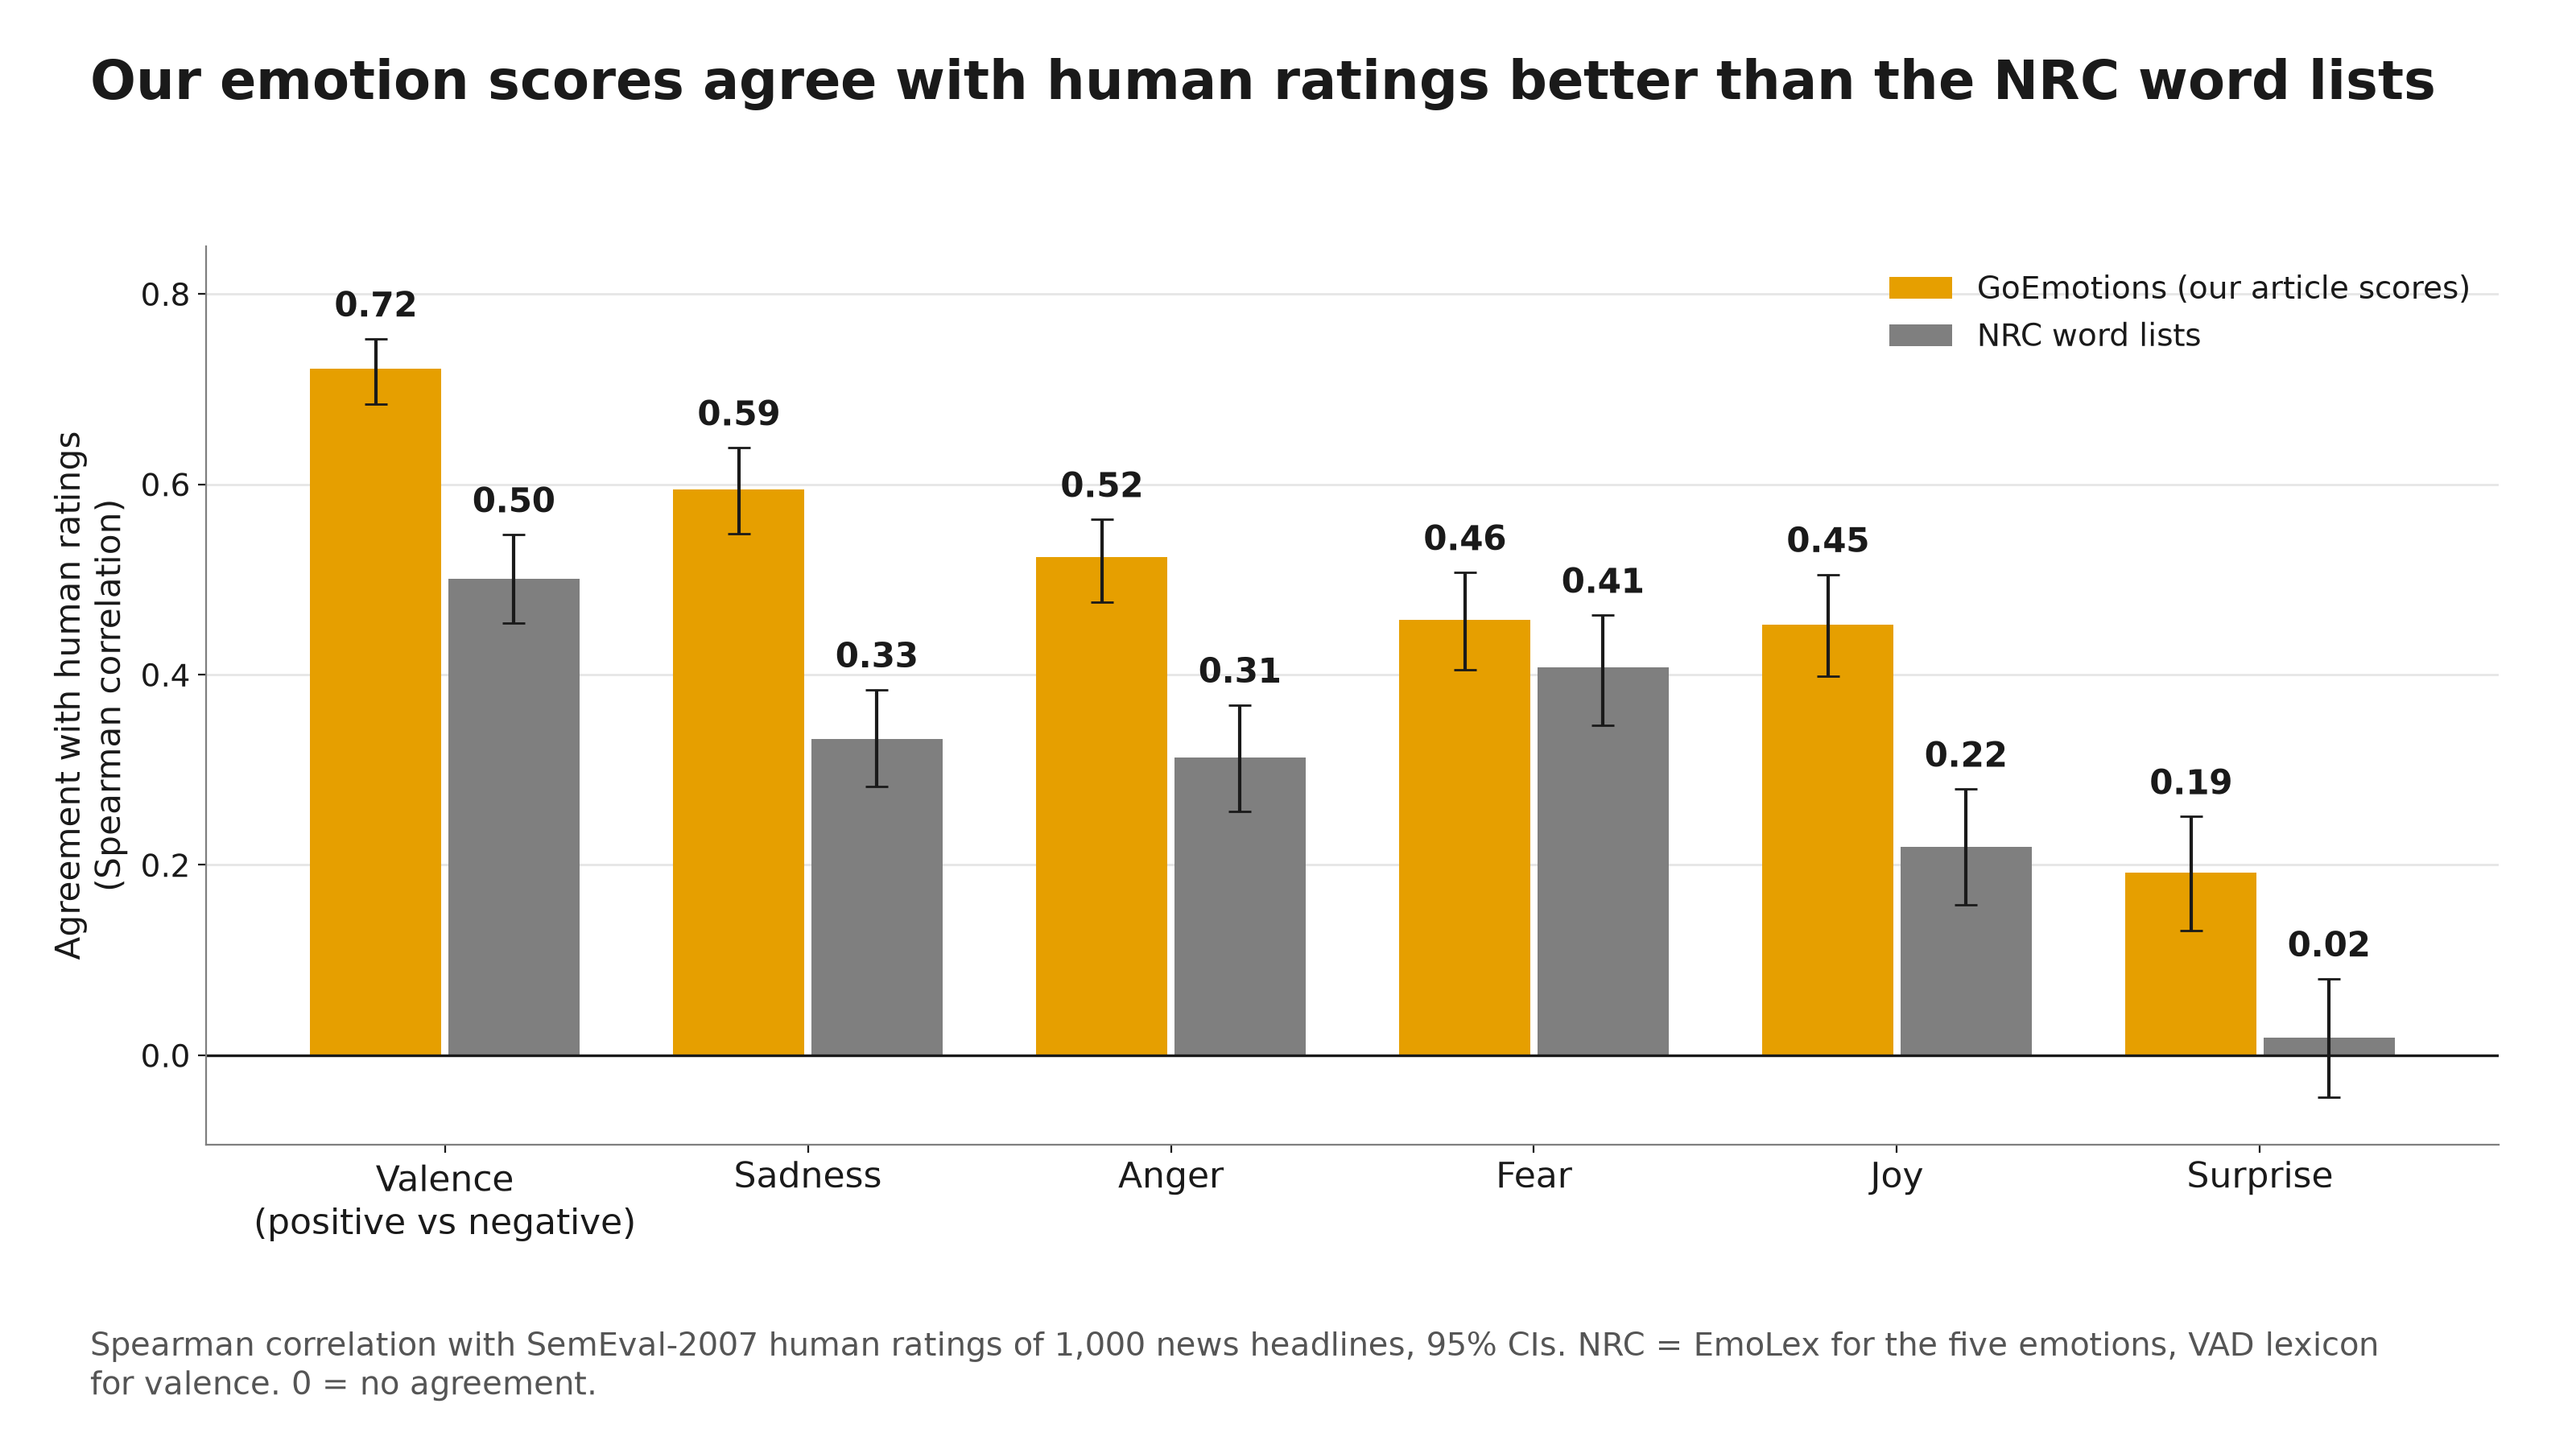 Our emotion scores agree with human ratings better than the NRC word lists
Agreement with human ratings
(Spearman correlation)
0.8
0.6
0.4
0.2
0.0
GoEmotions (our article scores)
NRC word lists
0.72
0.50
0.59
0.33
0.52
0.31
0.46
0.41
0.45
0.22
0.19
0.02
Valence
(positive vs negative)
Sadness
Anger
Fear
Joy
Surprise
Spearman correlation with SemEval-2007 human ratings of 1,000 news headlines, 95% CIs. NRC = EmoLex for the five emotions, VAD lexicon
for valence. 0 = no agreement.